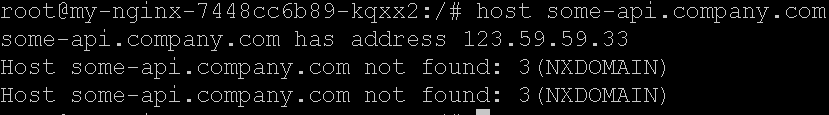 root@my-nginx-7448cc6b89-kqxx2:/# host some-api.company.com
some-api.company.com has address 123.59.59.33
Host some-api.company.com not found: 3(NXDOMAIN)
Host some-api.company.com not found: 3(NXDOMAIN)